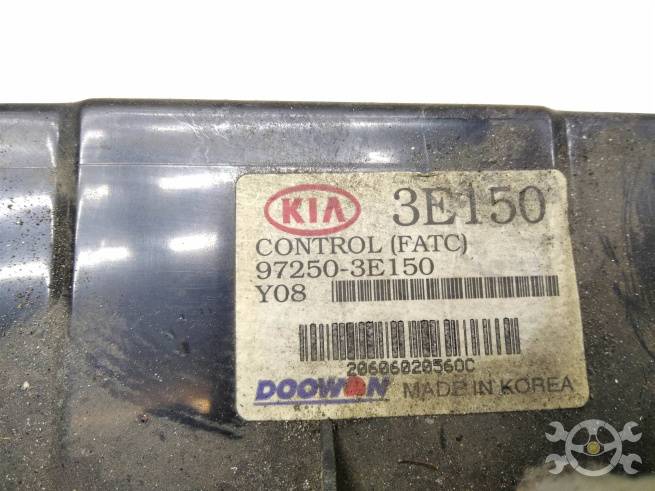 KIA 3E150
CONTROL (FATC)
97250-3E150
Y08
20606020560C
DOOWON MADE IN KOREA